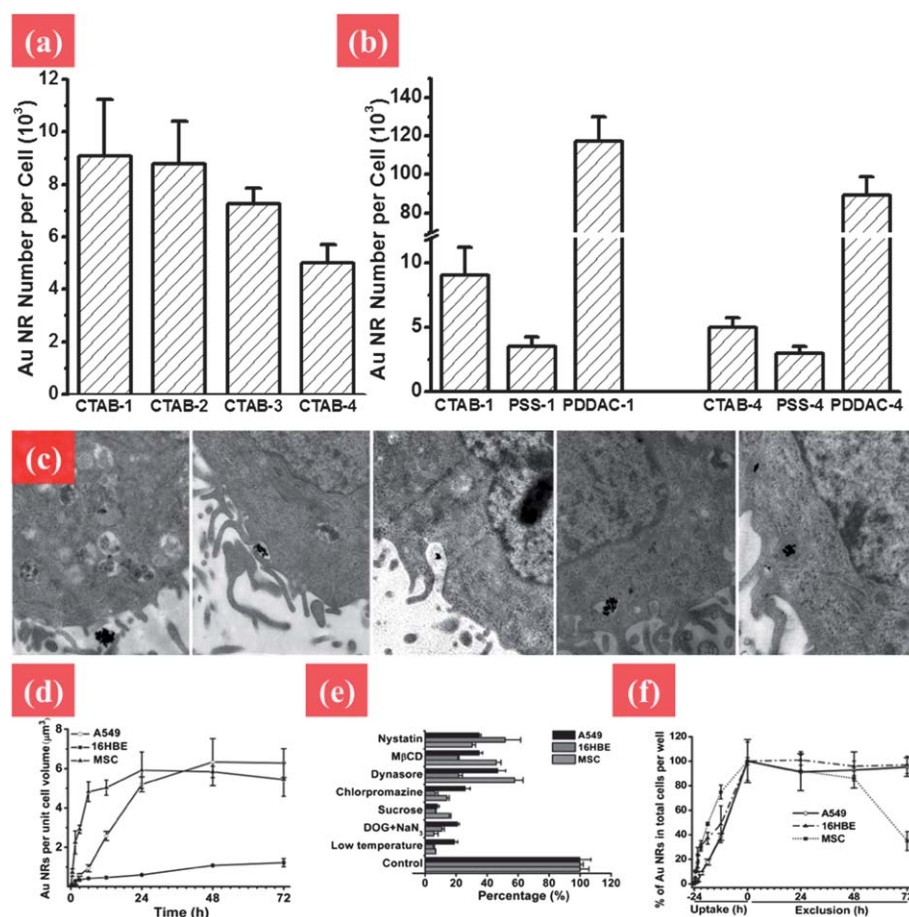 (a)
Au NR Number per Cell (10³)
12
10
8
6
4
2
0
CTAB-1 CTAB-2 CTAB-3 CTAB-4
(b)
Au NR Number per Cell (10³)
140
120
100
80
10
5
0
CTAB-1 PSS-1 PDDAC-1 CTAB-4 PSS-4 PDDAC-4
(c)
(d)
Au NRs per unit cell volume(μm³)
8
6
4
2
0
A549
16HBE
MSC
0 24 48 72
Time (h)
(e)
Nystatin
MβCD
Dynasore
Chlorpromazine
Sucrose
DOG+NaN₃
Low temperature
Control
A549
16HBE
MSC
0 20 40 60 80 100 120
Percentage (%)
(f)
% of Au NRs in total cells per well
120
100
80
60
40
20
0
A549
16HBE
MSC
-24 0 24 48 72
Uptake (h) Exclusion (h)